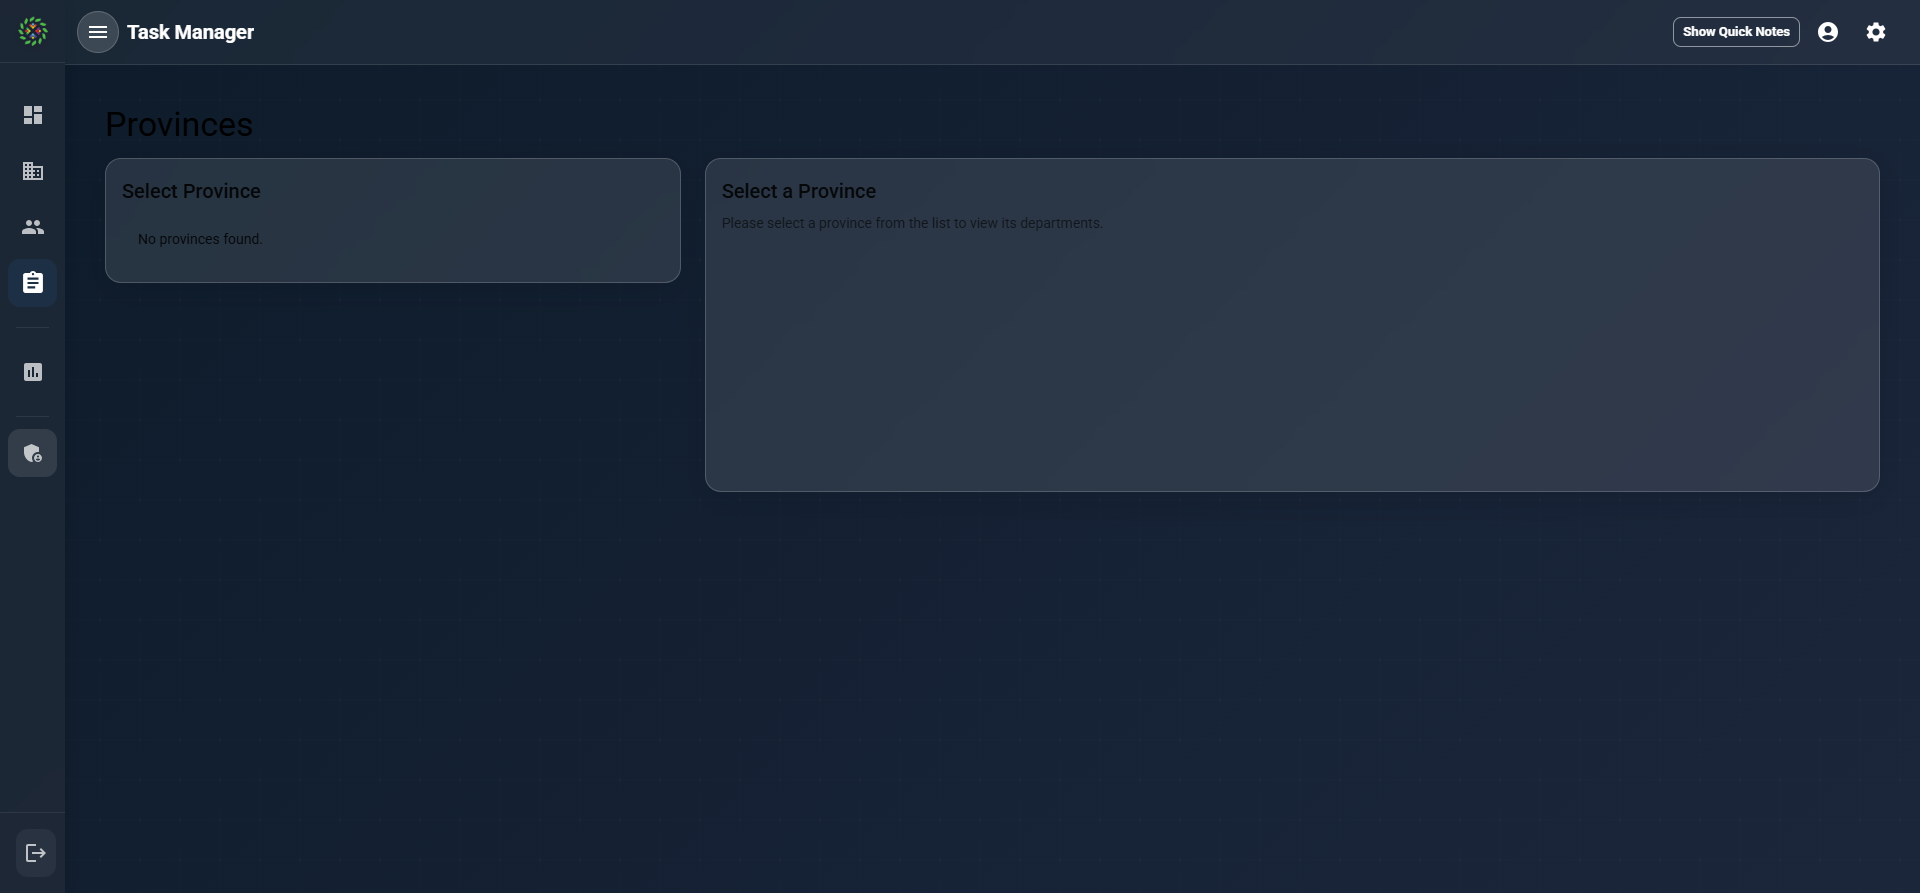 Task Manager
Show Quick Notes
Provinces
Select Province
No provinces found.
Select a Province
Please select a province from the list to view its departments.